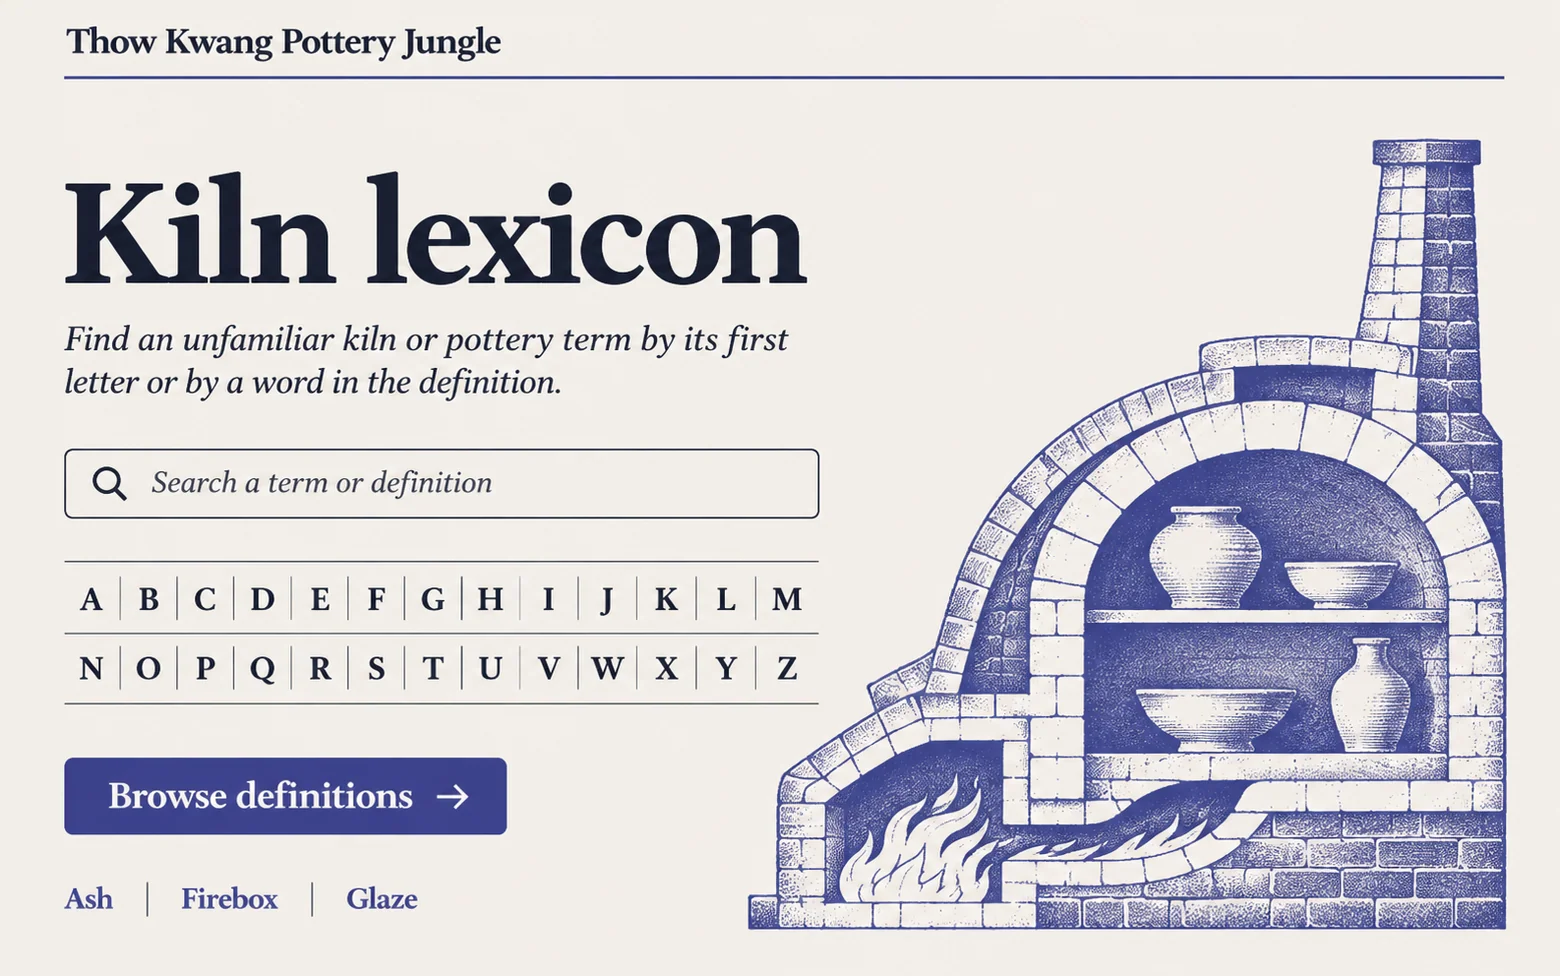 Thow Kwang Pottery Jungle
Kiln lexicon
Find an unfamiliar kiln or pottery term by its first
letter or by a word in the definition.
Search a term or definition
A B C D E F G H I J K L M
N O P Q R S T U V W X Y Z
Browse definitions →
Ash | Firebox | Glaze